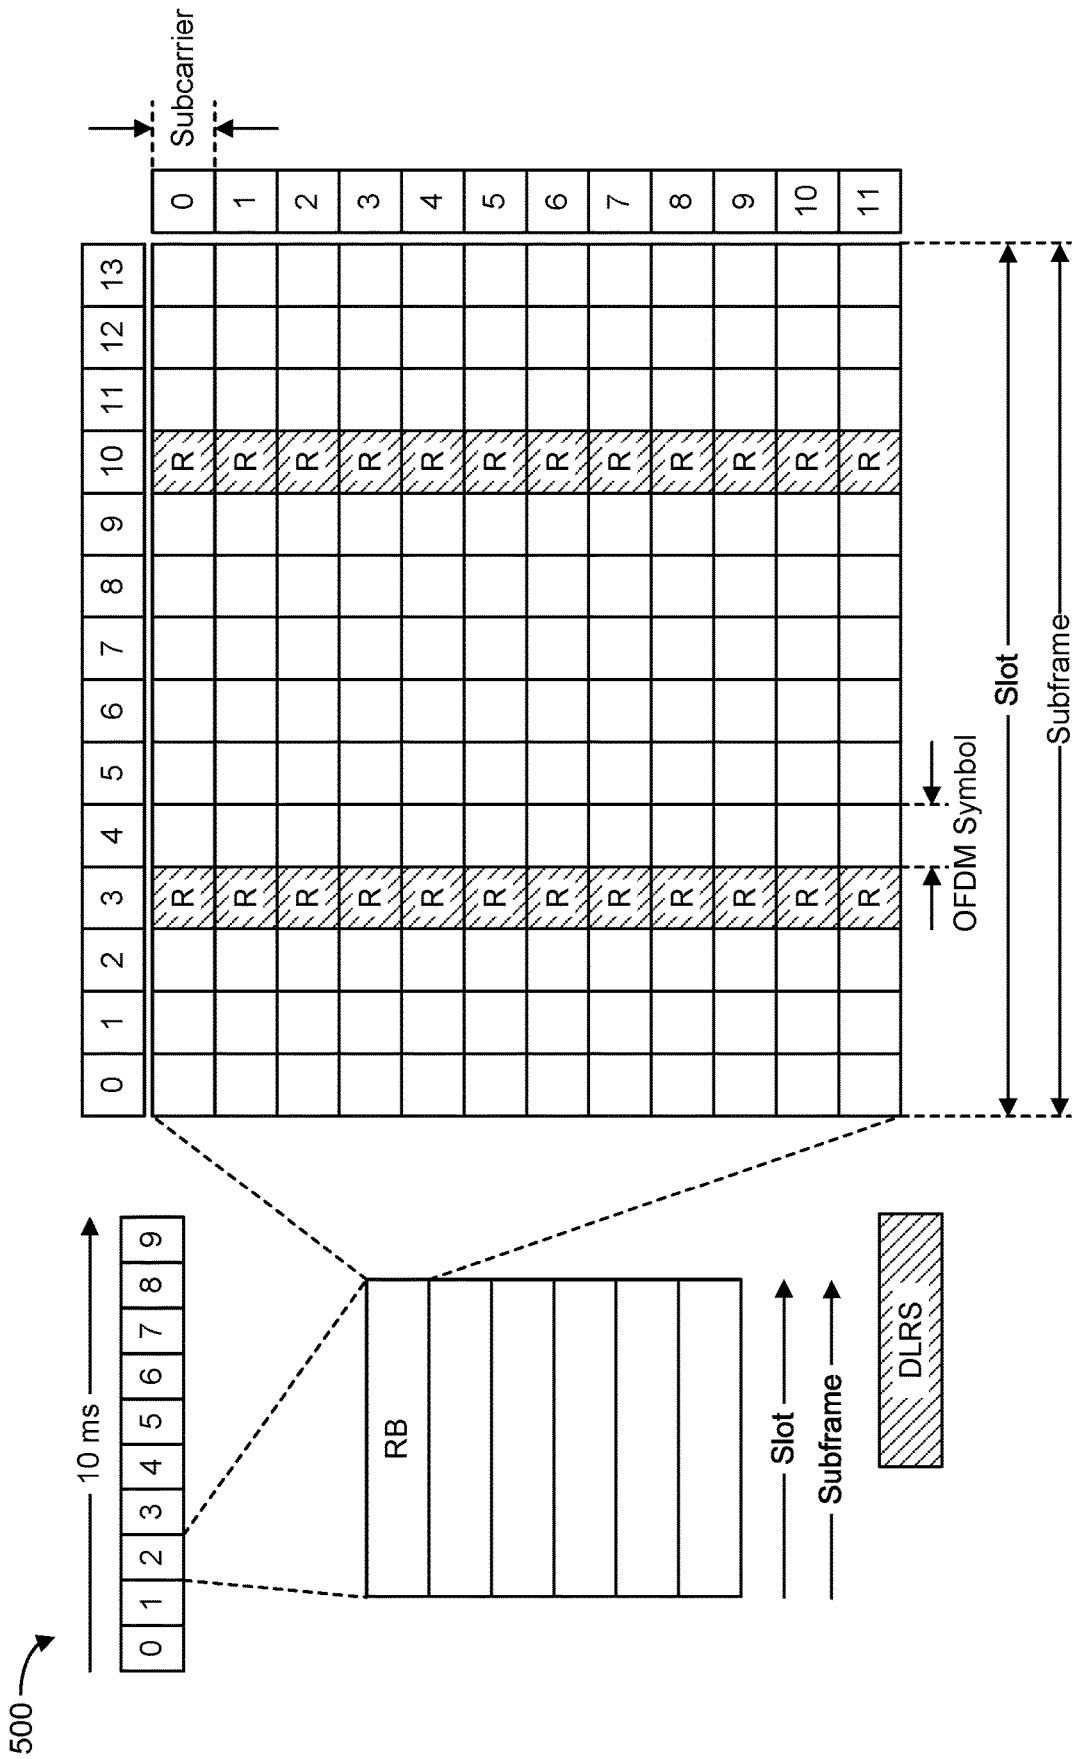 500
10 ms
0 1 2 3 4 5 6 7 8 9
RB
Slot
Subframe
DLRS
0 1 2 3 4 5 6 7 8 9 10 11 12 13
Subcarrier
R R 0
R R 1
R R 2
R R 3
R R 4
R R 5
R R 6
R R 7
R R 8
R R 9
R R 10
R R 11
OFDM Symbol
Slot
Subframe